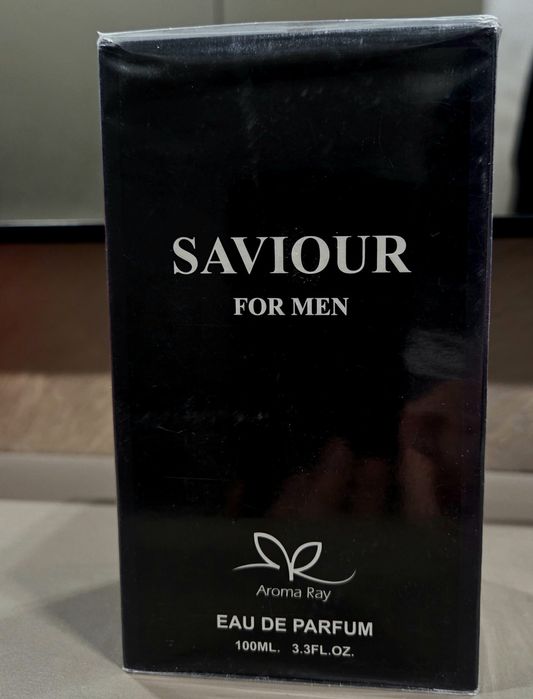 SAVIOUR
FOR MEN
Aroma Ray
EAU DE PARFUM
100ML. 3.3FL.OZ.